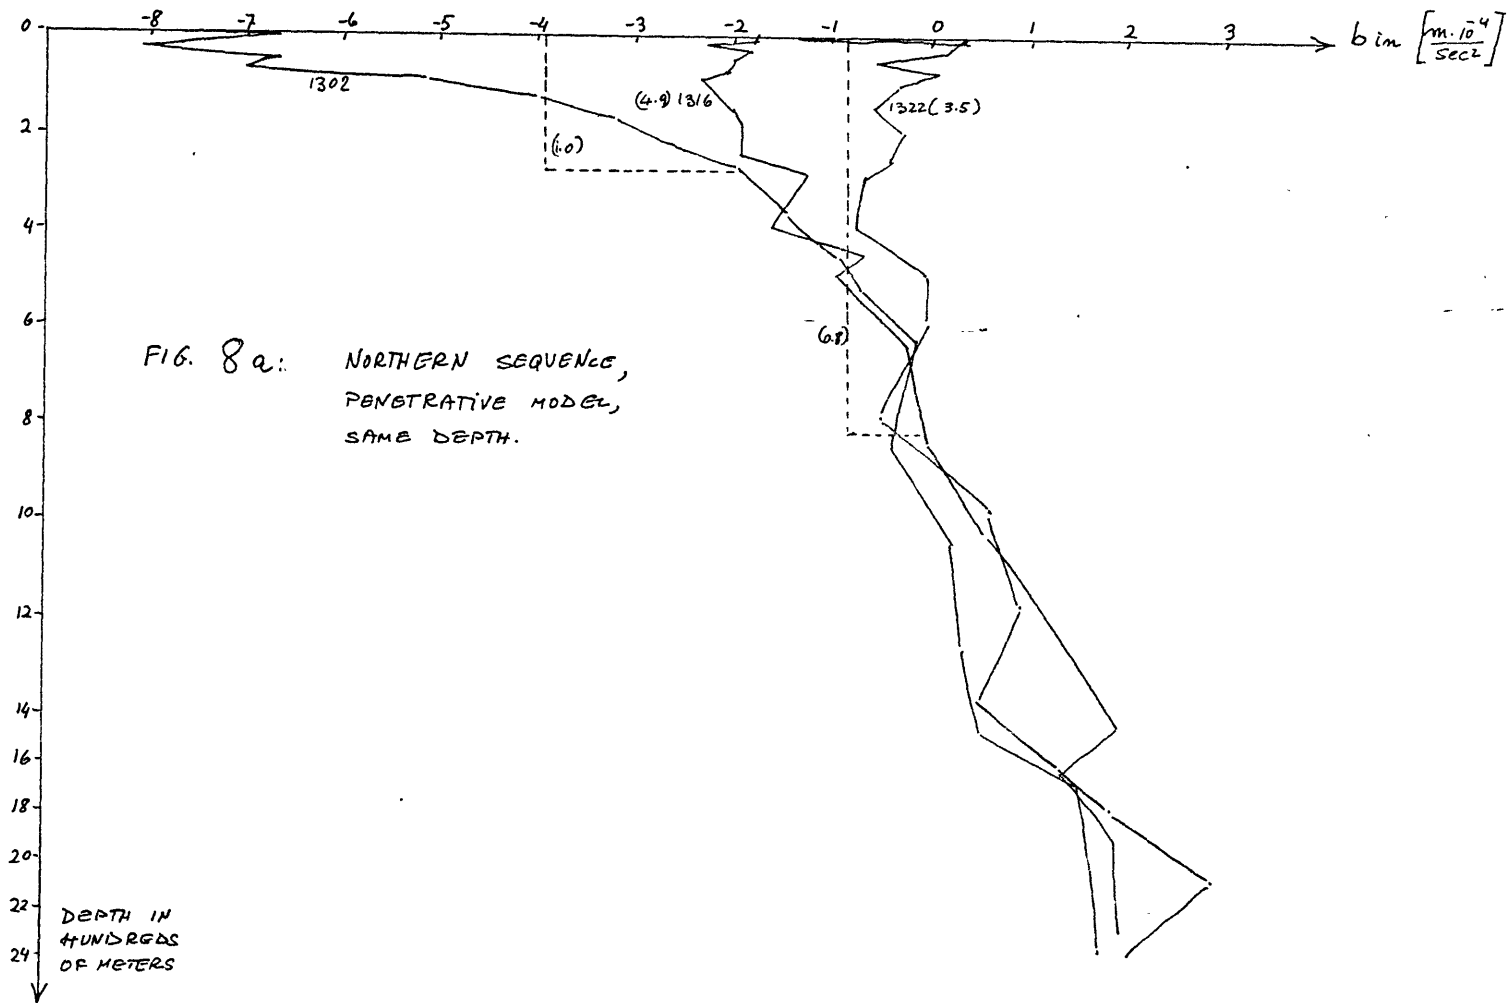 0 -8 -7 -6 -5 -4 -3 -2 -1 0 1 2 3 b in [m·10⁻⁴/sec²]
1302
(4.9) 1316
1322 (3.5)
2
(1.0)
4
6
(6.8)
FIG. 8a: NORTHERN SEQUENCE,
PENETRATIVE MODEL,
SAME DEPTH.
8
10
12
14
16
18
20
22
24
DEPTH IN
HUNDREDS
OF METERS